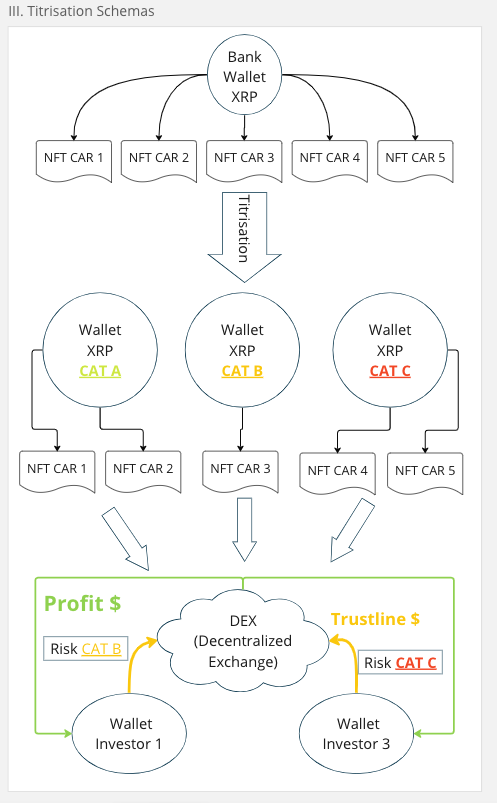 III. Titrisation Schemas
Bank
Wallet
XRP
NFT CAR 1
NFT CAR 2
NFT CAR 3
NFT CAR 4
NFT CAR 5
Titrisation
Wallet
XRP
CAT A
Wallet
XRP
CAT B
Wallet
XRP
CAT C
NFT CAR 1
NFT CAR 2
NFT CAR 3
NFT CAR 4
NFT CAR 5
Profit $
DEX
(Decentralized
Exchange)
Trustline $
Risk CAT B
Risk CAT C
Wallet
Investor 1
Wallet
Investor 3